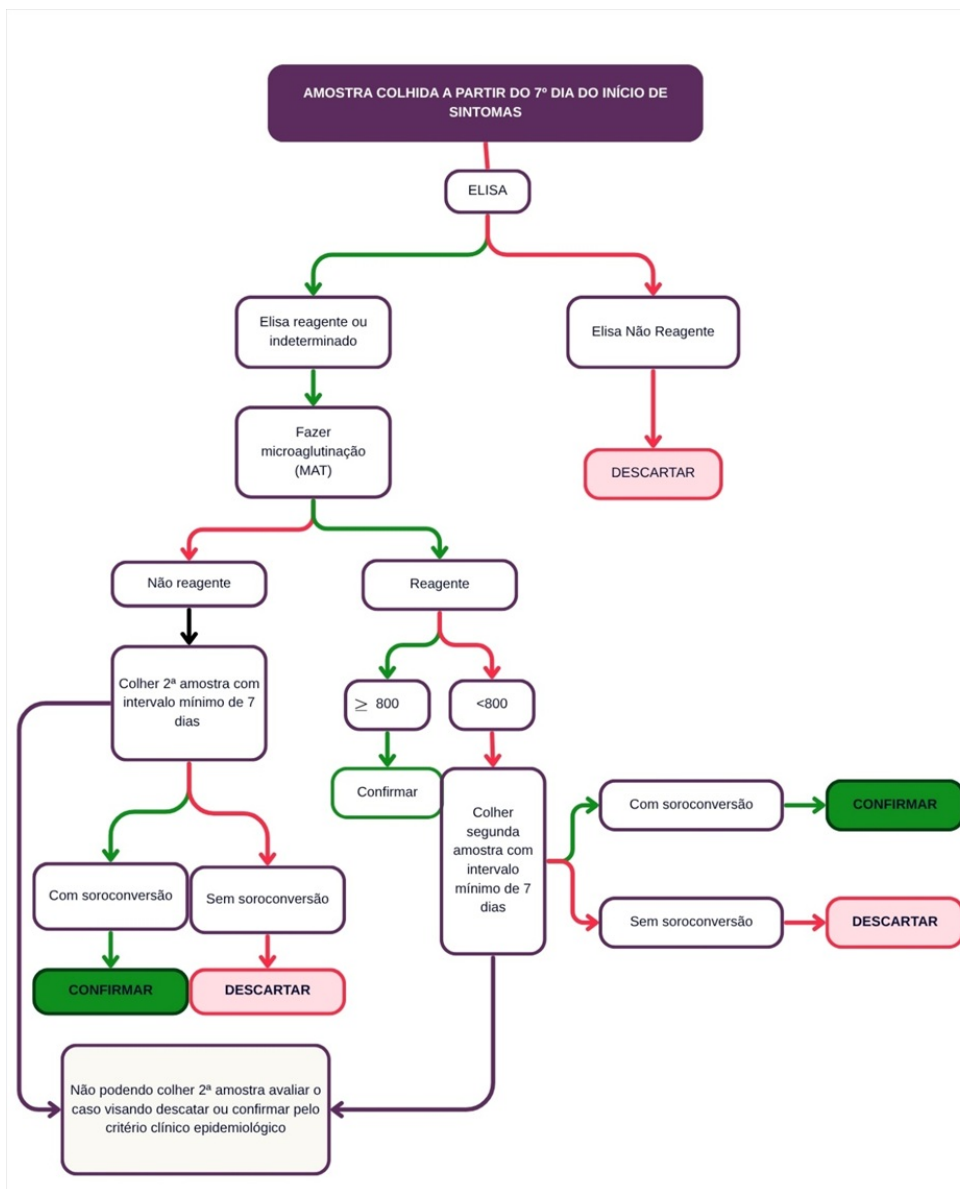 AMOSTRA COLHIDA A PARTIR DO 7º DIA DO INÍCIO DE
SINTOMAS
ELISA
Elisa reagente ou
indeterminado
Elisa Não Reagente
Fazer
microaglutinação
(MAT)
DESCARTAR
Não reagente
Reagente
Colher 2ª amostra com
intervalo mínimo de 7
dias
≥ 800
<800
Confirmar
Colher
segunda
amostra com
intervalo
mínimo de 7
dias
Com soroconversão
CONFIRMAR
Sem soroconversão
DESCARTAR
Com soroconversão
Sem soroconversão
CONFIRMAR
DESCARTAR
Não podendo colher 2ª amostra avaliar o
caso visando descatar ou confirmar pelo
critério clínico epidemiológico